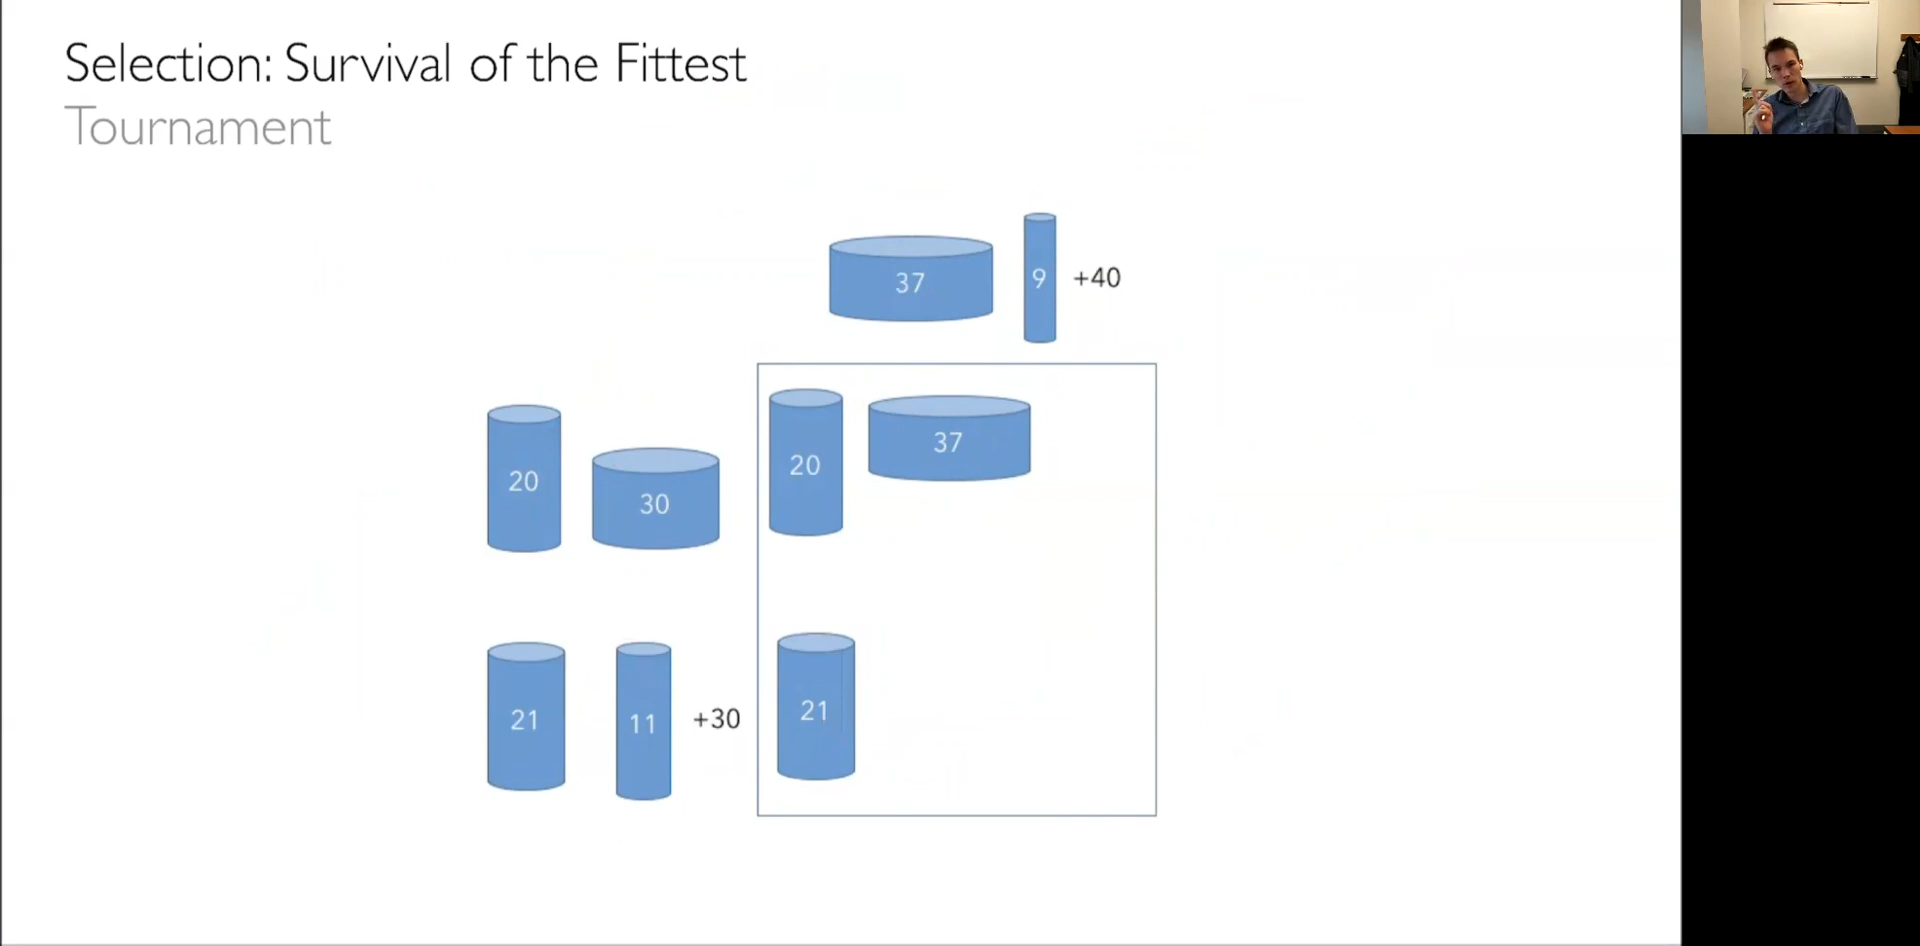 Selection: Survival of the Fittest
Tournament
37 9 +40
20 30 20 37
21 11 +30 21